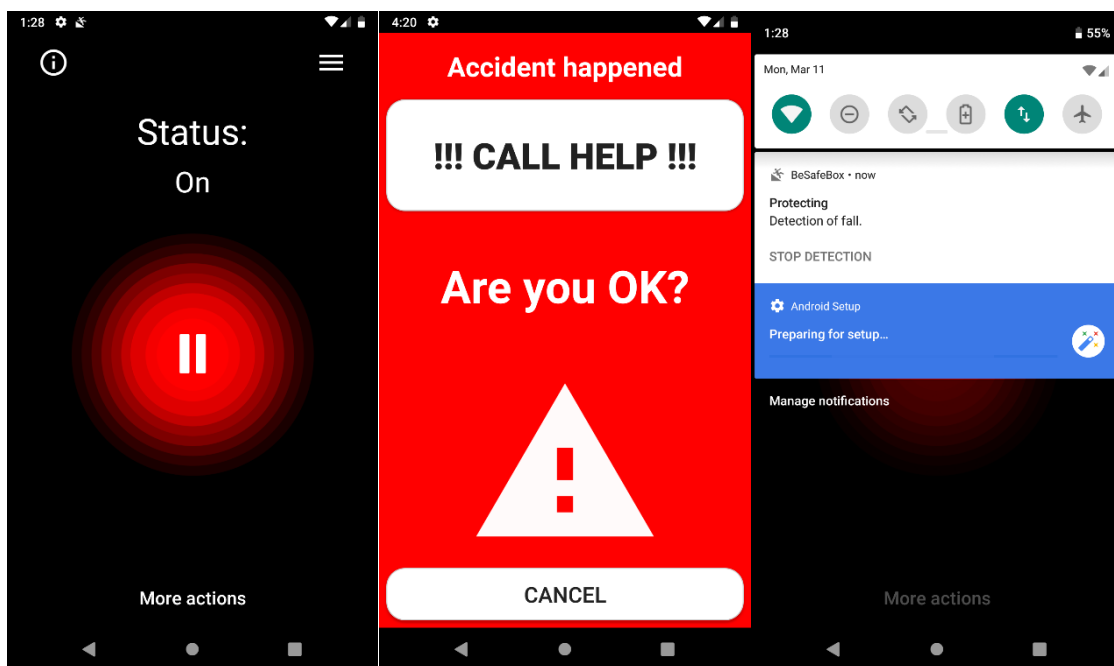 1:28
Status:
On
More actions
4:20
Accident happened
!!! CALL HELP !!!
Are you OK?
!
CANCEL
1:28
55%
Mon, Mar 11
BeSafeBox • now
Protecting
Detection of fall.
STOP DETECTION
Android Setup
Preparing for setup...
Manage notifications
More actions